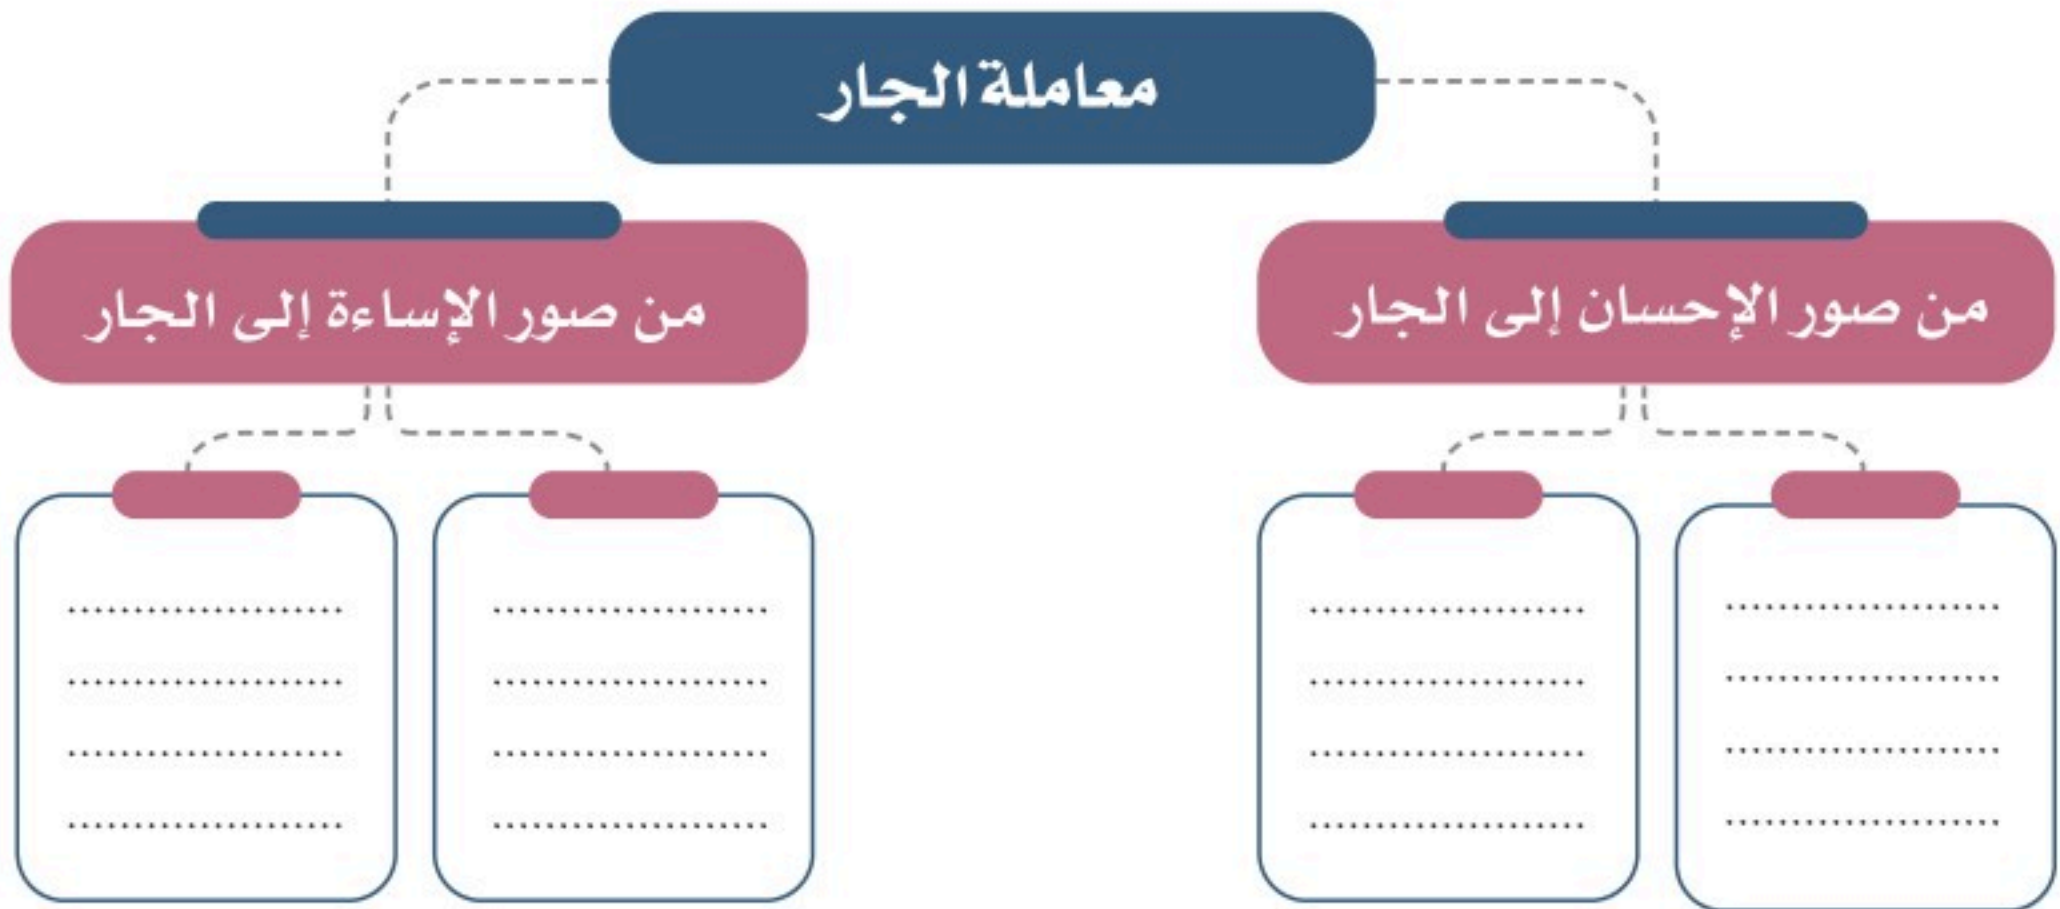 معاملة الجار
من صور الإحسان إلى الجار
من صور الإساءة إلى الجار